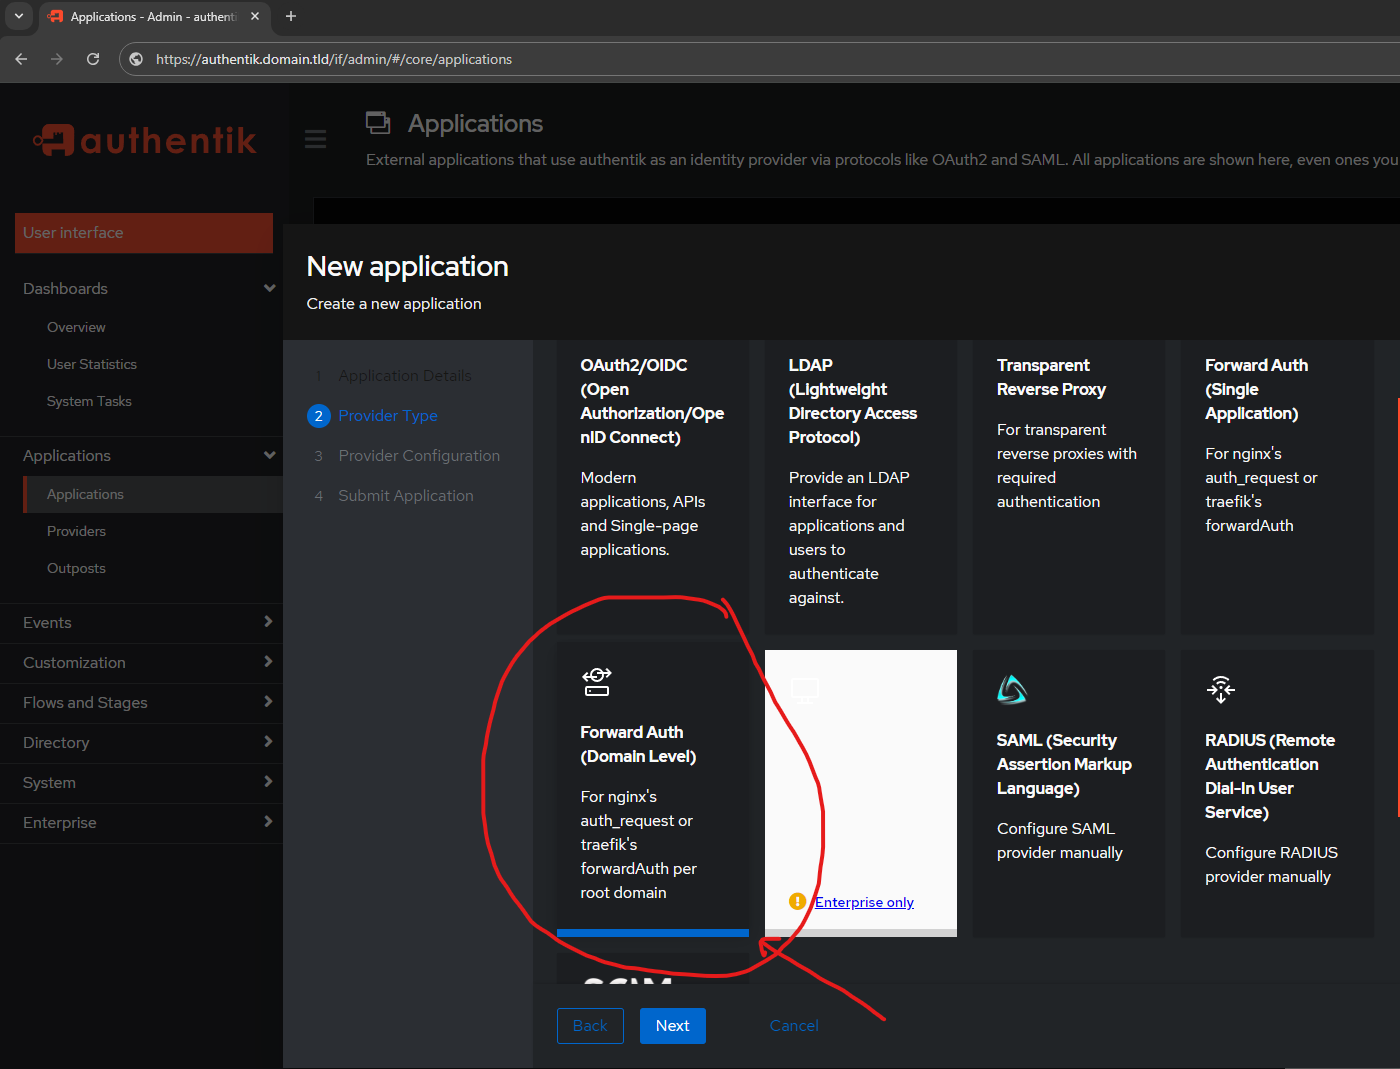 Applications - Admin - authenti
https://authentik.domain.tld/if/admin/#/core/applications
authentik
Applications
External applications that use authentik as an identity provider via protocols like OAuth2 and SAML. All applications are shown here, even ones you
User interface
Dashboards
Overview
User Statistics
System Tasks
Applications
Applications
Providers
Outposts
Events
Customization
Flows and Stages
Directory
System
Enterprise
New application
Create a new application
1 Application Details
2 Provider Type
3 Provider Configuration
4 Submit Application
OAuth2/OIDC
(Open
Authorization/Ope
nID Connect)
Modern
applications, APIs
and Single-page
applications.
LDAP
(Lightweight
Directory Access
Protocol)
Provide an LDAP
interface for
applications and
users to
authenticate
against.
Transparent
Reverse Proxy
For transparent
reverse proxies with
required
authentication
Forward Auth
(Single
Application)
For nginx's
auth_request or
traefik's
forwardAuth
Forward Auth
(Domain Level)
For nginx's
auth_request or
traefik's
forwardAuth per
root domain
Enterprise only
SAML (Security
Assertion Markup
Language)
Configure SAML
provider manually
RADIUS (Remote
Authentication
Dial-In User
Service)
Configure RADIUS
provider manually
Back
Next
Cancel